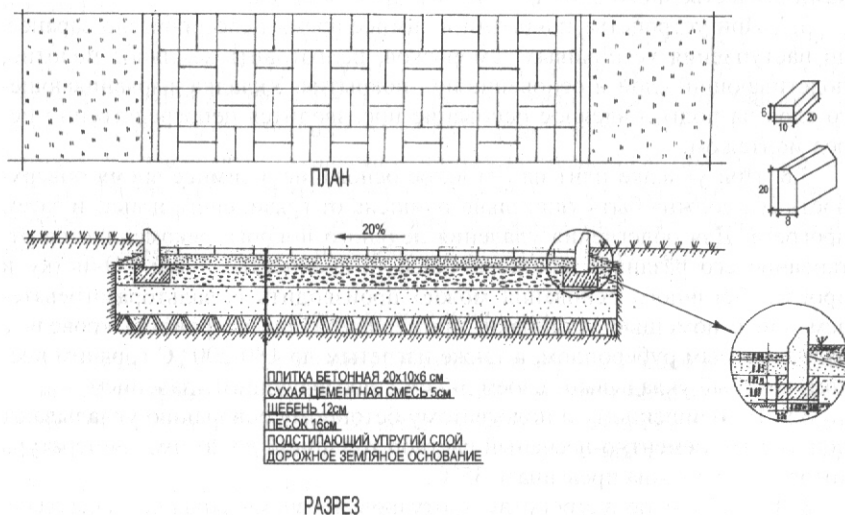 ПЛАН
6
10
20
20
8
20%
ПЛИТКА БЕТОННАЯ 20х10х6 см
СУХАЯ ЦЕМЕНТНАЯ СМЕСЬ 5см
ЩЕБЕНЬ 12см
ПЕСОК 16см
ПОДСТИЛАЮЩИЙ УПРУГИЙ СЛОЙ
ДОРОЖНОЕ ЗЕМЛЯНОЕ ОСНОВАНИЕ
РАЗРЕЗ